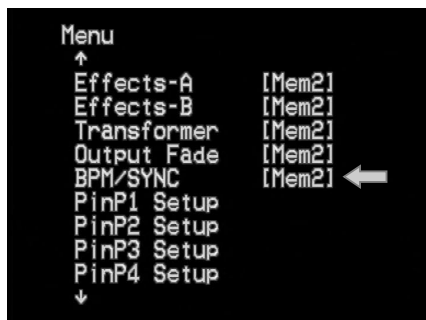 Menu
↑
Effects-A [Mem2]
Effects-B [Mem2]
Transformer [Mem2]
Output Fade [Mem2]
BPM/SYNC [Mem2]
PinP1 Setup
PinP2 Setup
PinP3 Setup
PinP4 Setup
↓